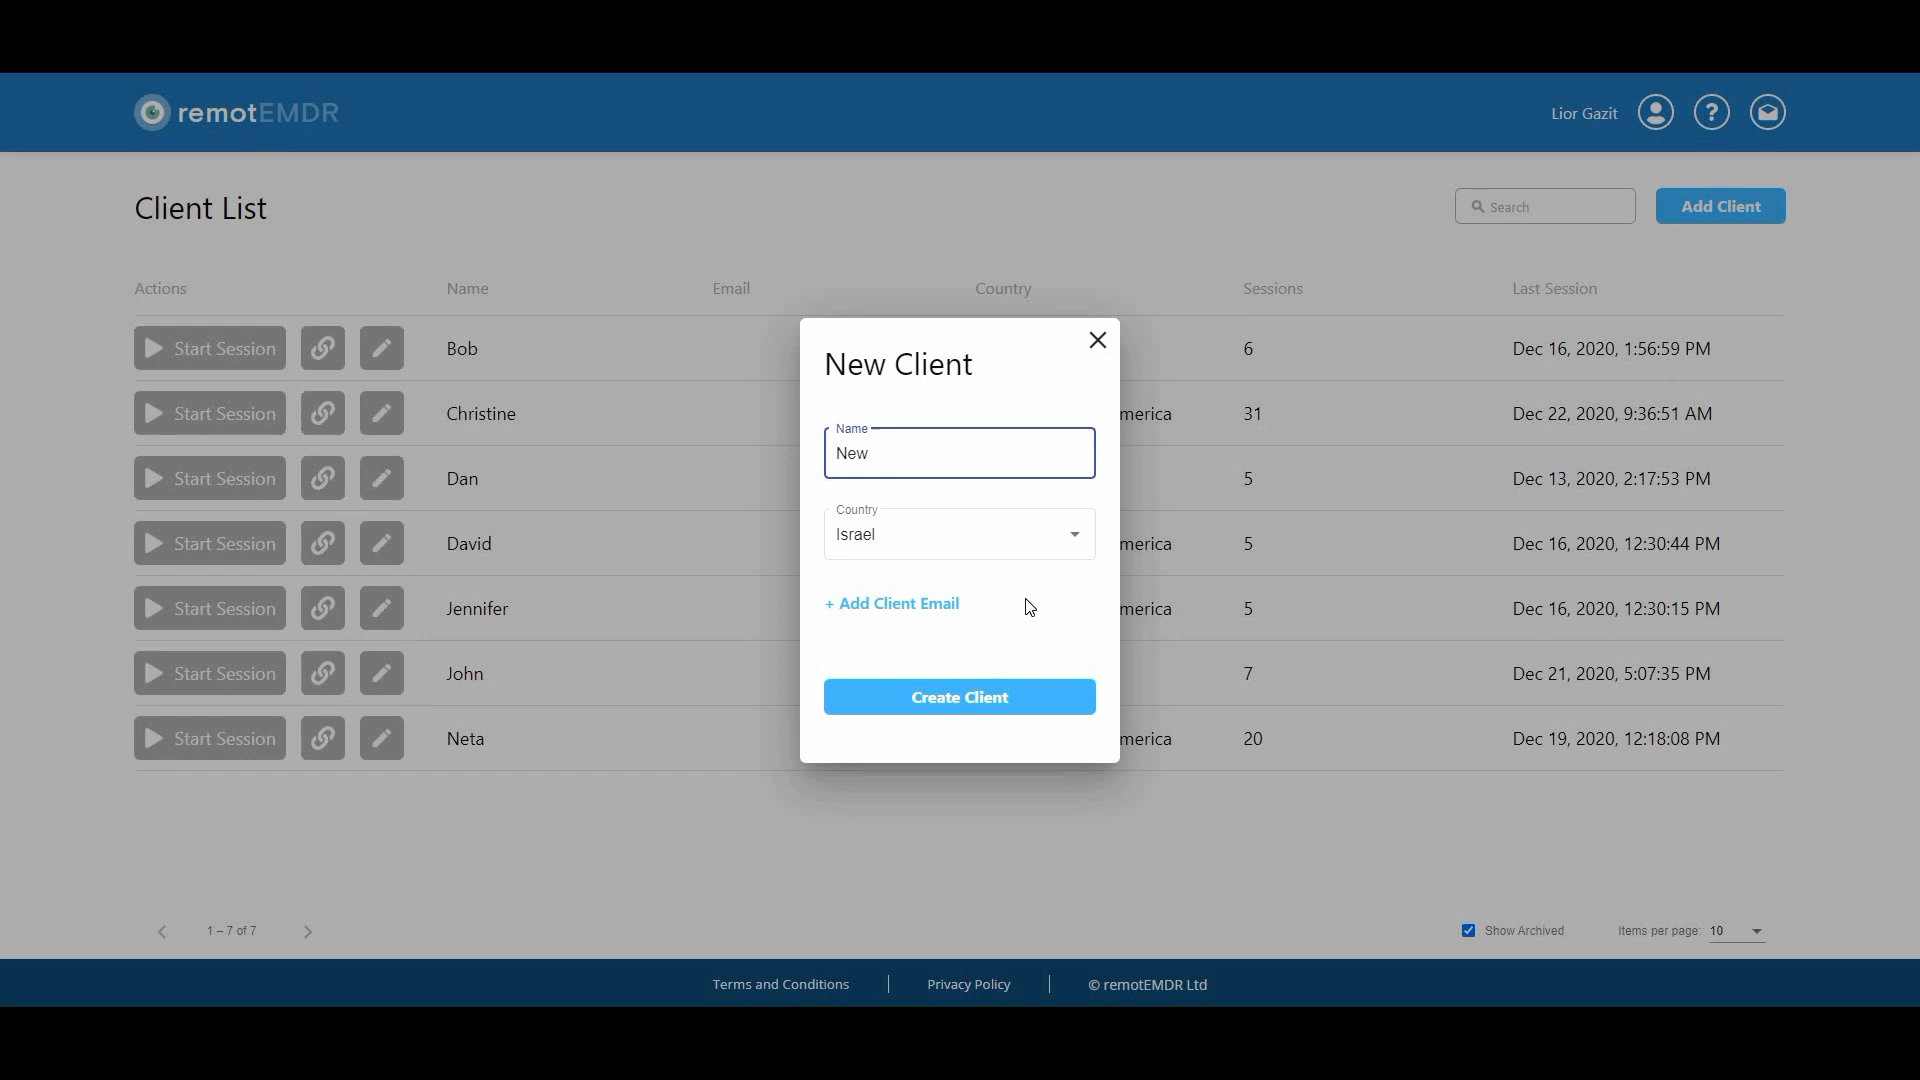 remotEMDR
Lior Gazit
?
Client List
Search
Add Client
Actions Name Email Country Sessions Last Session
Start Session Bob 6 Dec 16, 2020, 1:56:59 PM
Start Session Christine merica 31 Dec 22, 2020, 9:36:51 AM
Start Session Dan 5 Dec 13, 2020, 2:17:53 PM
Start Session David merica 5 Dec 16, 2020, 12:30:44 PM
Start Session Jennifer merica 5 Dec 16, 2020, 12:30:15 PM
Start Session John 7 Dec 21, 2020, 5:07:35 PM
Start Session Neta merica 20 Dec 19, 2020, 12:18:08 PM
New Client
Name
New
Country
Israel
+ Add Client Email
Create Client
1 – 7 of 7
Show Archived
Items per page: 10
Terms and Conditions
Privacy Policy
© remotEMDR Ltd